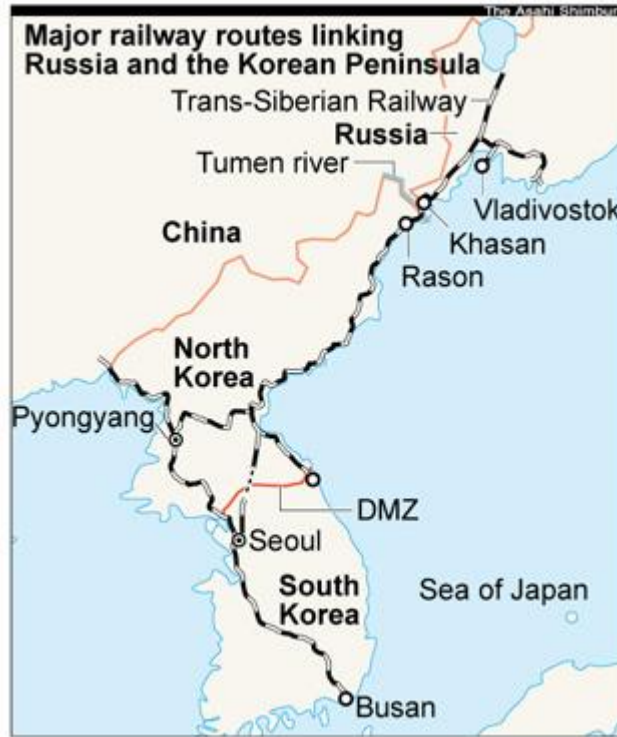 The Asahi Shimbun
Major railway routes linking
Russia and the Korean Peninsula
Trans-Siberian Railway
Russia
Tumen river
Vladivostok
China
Khasan
Rason
North
Korea
Pyongyang
DMZ
Seoul
South
Korea
Sea of Japan
Busan